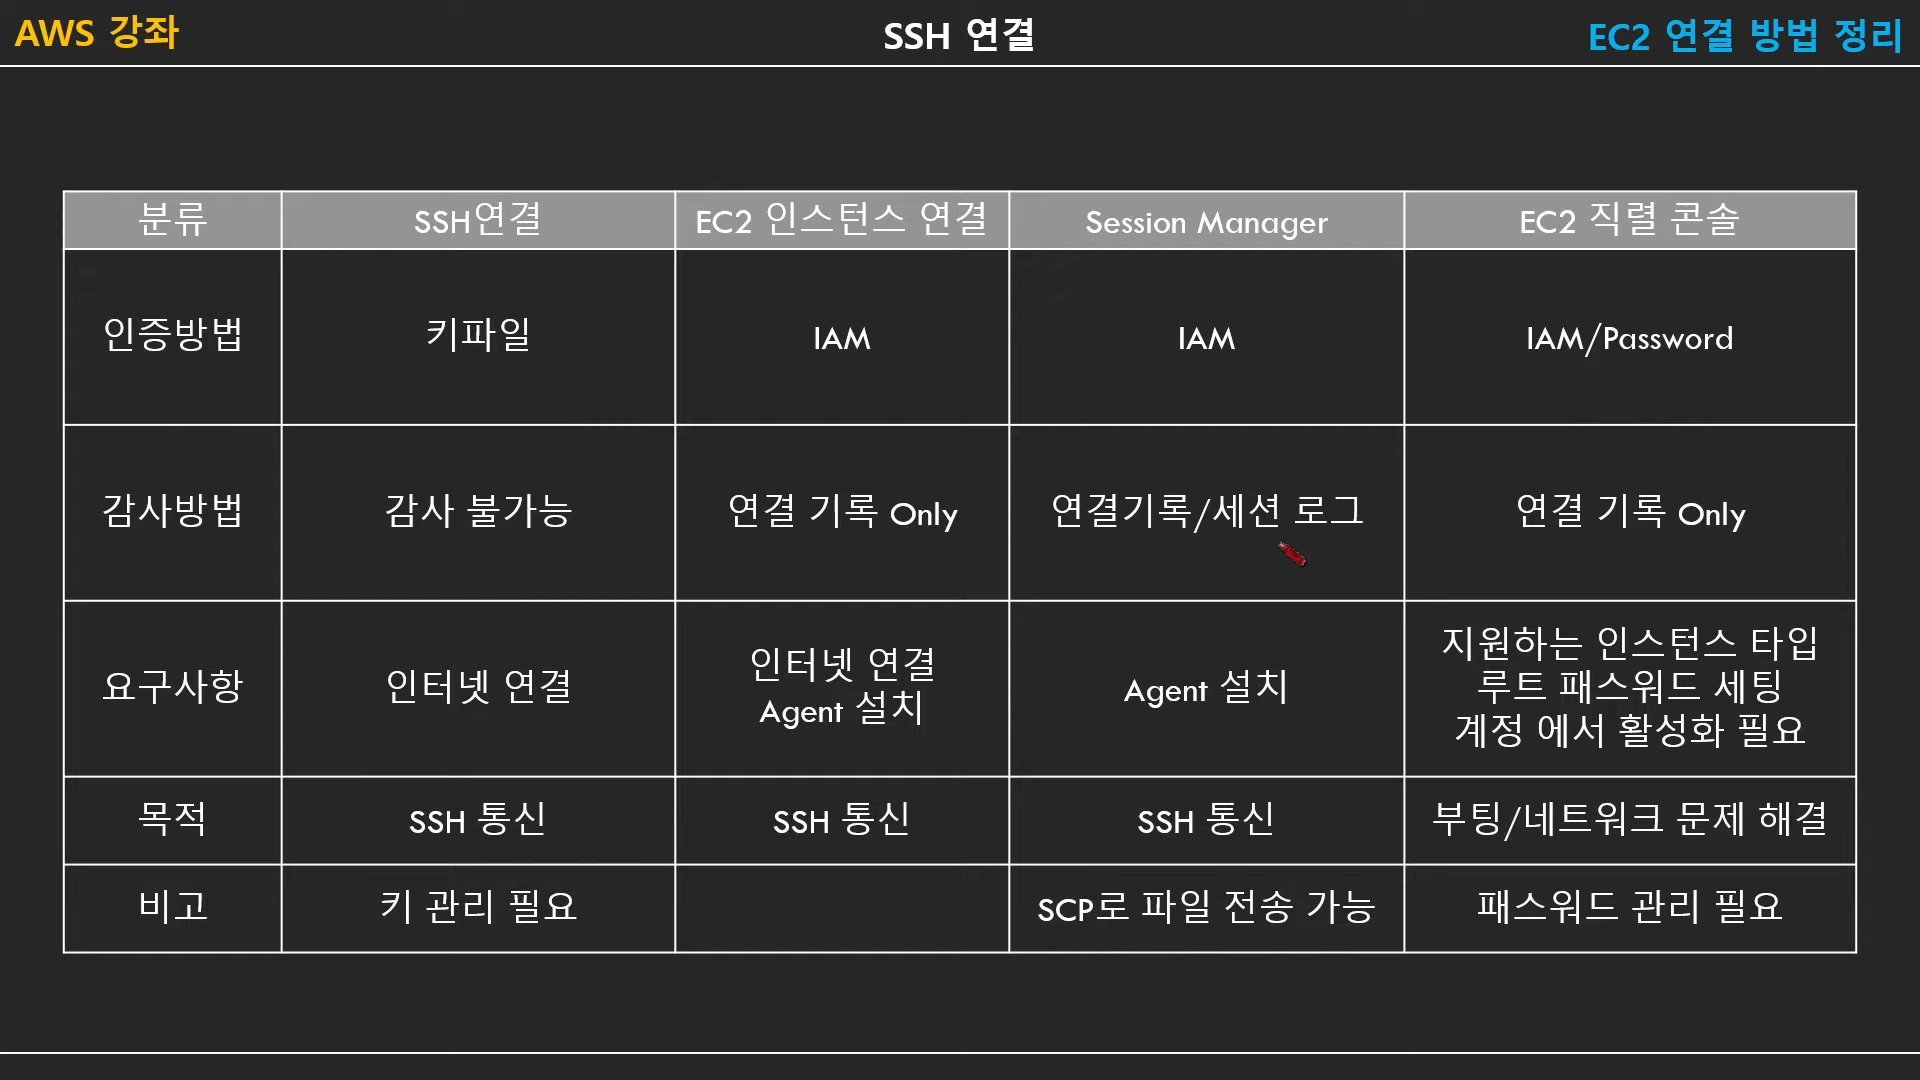 AWS 강좌
SSH 연결
EC2 연결 방법 정리
분류
SSH연결
EC2 인스턴스 연결
Session Manager
EC2 직렬 콘솔
인증방법
키파일
IAM
IAM
IAM/Password
감사방법
감사 불가능
연결 기록 Only
연결기록/세션 로그
연결 기록 Only
요구사항
인터넷 연결
인터넷 연결
Agent 설치
Agent 설치
지원하는 인스턴스 타입
루트 패스워드 세팅
계정 에서 활성화 필요
목적
SSH 통신
SSH 통신
SSH 통신
부팅/네트워크 문제 해결
비고
키 관리 필요
SCP로 파일 전송 가능
패스워드 관리 필요